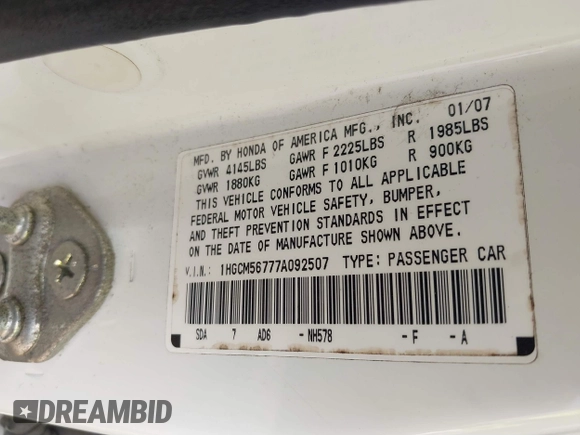 MFD. BY HONDA OF AMERICA MFG., INC. 01/07
GVWR 4145LBS GAWR F 2225LBS R 1985LBS
GVWR 1880KG GAWR F 1010KG R 900KG
THIS VEHICLE CONFORMS TO ALL APPLICABLE
FEDERAL MOTOR VEHICLE SAFETY, BUMPER,
AND THEFT PREVENTION STANDARDS IN EFFECT
ON THE DATE OF MANUFACTURE SHOWN ABOVE.
V.I.N.: 1HGCM56777A092507 TYPE: PASSENGER CAR
SDA 7 AD6 -NH578 -F -A
DREAMBID